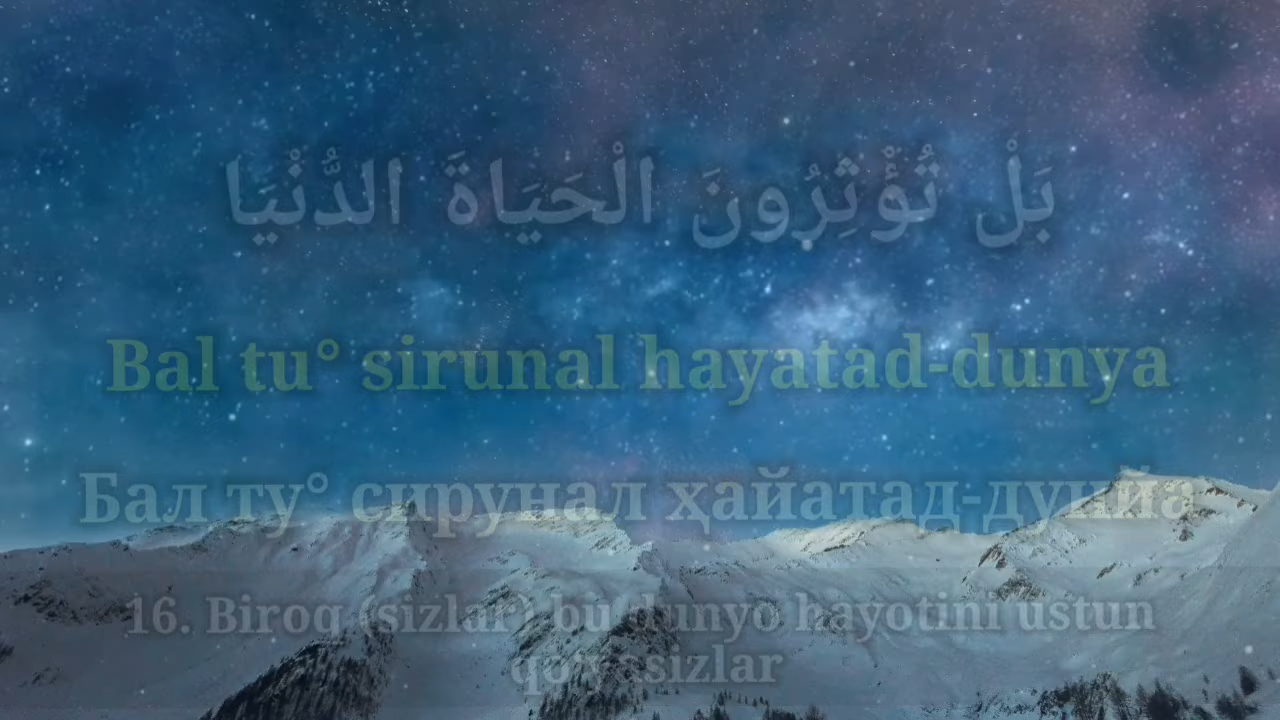 بَلْ تُؤْثِرُونَ الْحَيَاةَ الدُّنْيَا
Bal tu° sirunal hayatad-dunya
Бал ту° сирунал ҳайатад-дунйа
16. Biroq (sizlar) bu dunyo hayotini ustun
qo'yasizlar